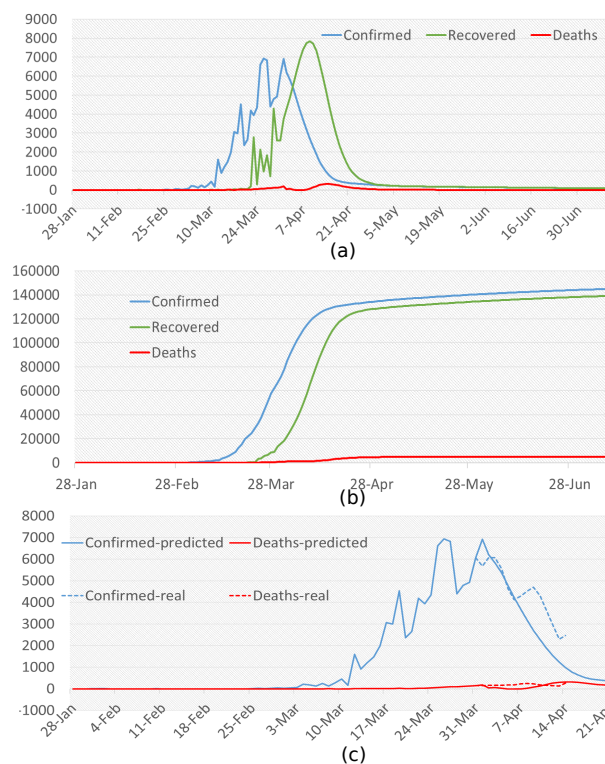 9000
8000
7000
6000
5000
4000
3000
2000
1000
0
-1000
Confirmed Recovered Deaths
28-Jan 11-Feb 25-Feb 10-Mar 24-Mar 7-Apr 21-Apr 5-May 19-May 2-Jun 16-Jun 30-Jun
(a)
160000
140000
120000
100000
80000
60000
40000
20000
0
Confirmed
Recovered
Deaths
28-Jan 28-Feb 28-Mar 28-Apr 28-May 28-Jun
(b)
8000
7000
6000
5000
4000
3000
2000
1000
0
-1000
Confirmed-predicted Deaths-predicted
Confirmed-real Deaths-real
28-Jan 4-Feb 11-Feb 18-Feb 25-Feb 3-Mar 10-Mar 17-Mar 24-Mar 31-Mar 7-Apr 14-Apr 21-Apr
(c)